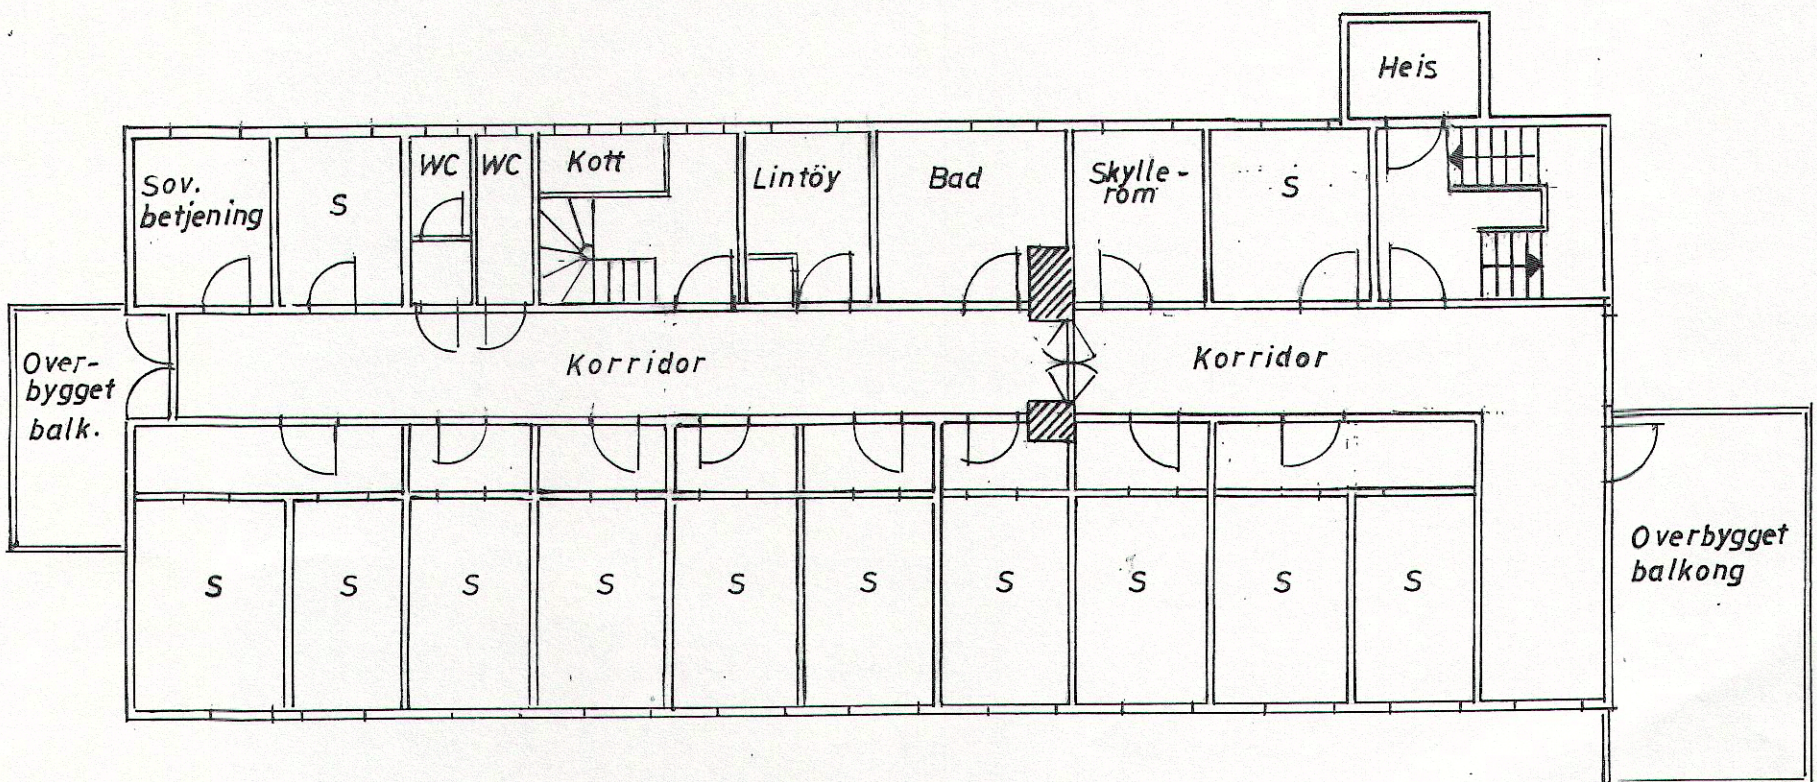 Heis
Sov.
betjening
S
WC
WC
Kott
Lintöy
Bad
Skylle-
rom
S
Over-
bygget
balk.
Korridor
Korridor
S
S
S
S
S
S
S
S
S
S
Overbygget
balkong